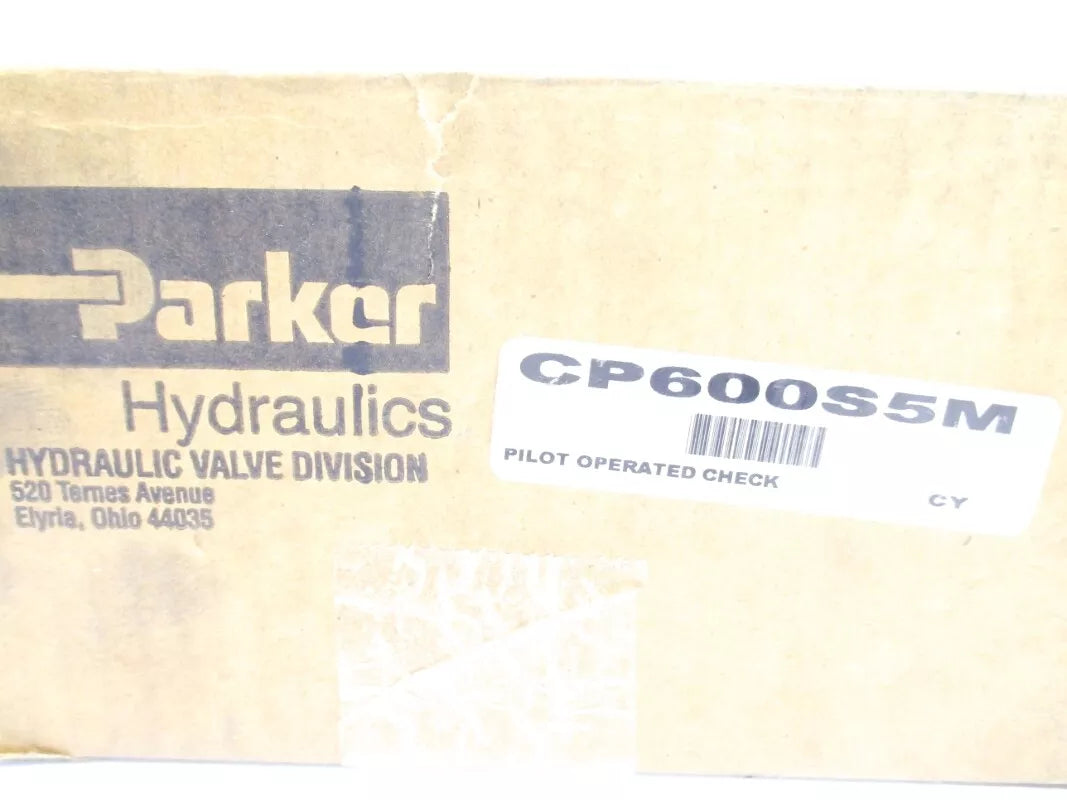 Parker
Hydraulics
HYDRAULIC VALVE DIVISION
520 Ternes Avenue
Elyria, Ohio 44035
CP600S5M
PILOT OPERATED CHECK
CY